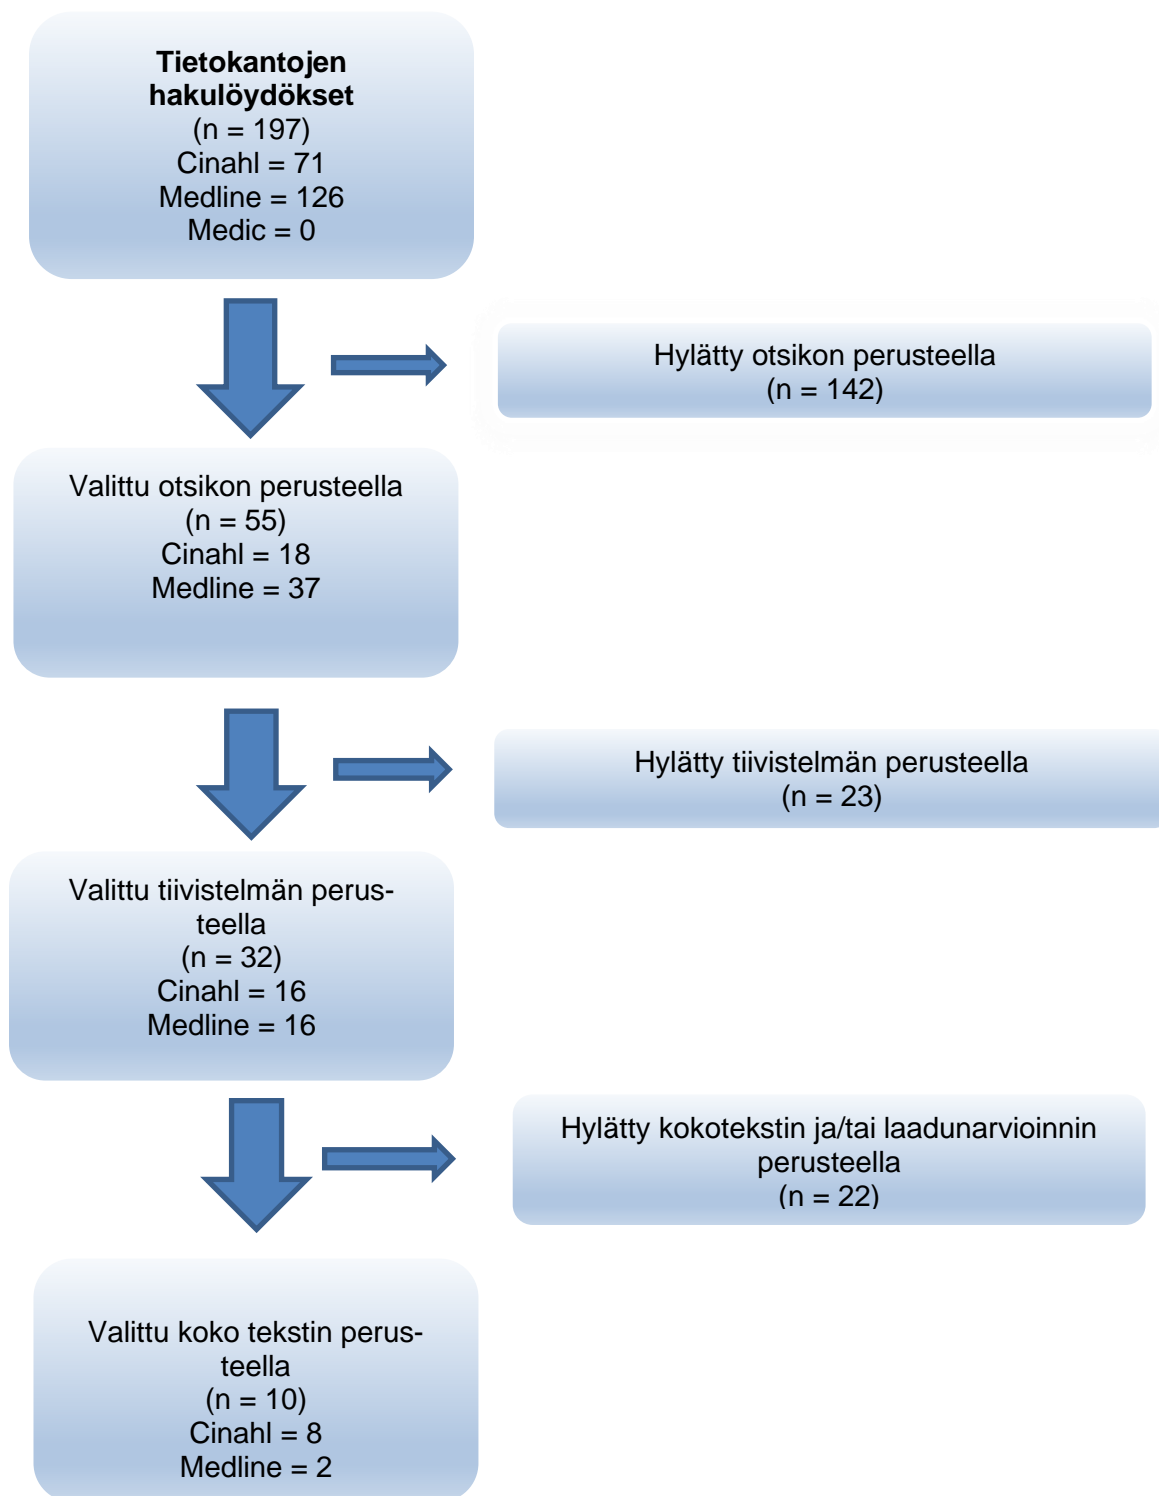 Tietokantojen
hakulöydökset
(n = 197)
Cinahl = 71
Medline = 126
Medic = 0
Hylätty otsikon perusteella
(n = 142)
Valittu otsikon perusteella
(n = 55)
Cinahl = 18
Medline = 37
Hylätty tiivistelmän perusteella
(n = 23)
Valittu tiivistelmän perus-
teella
(n = 32)
Cinahl = 16
Medline = 16
Hylätty kokotekstin ja/tai laadunarvioinnin
perusteella
(n = 22)
Valittu koko tekstin perus-
teella
(n = 10)
Cinahl = 8
Medline = 2